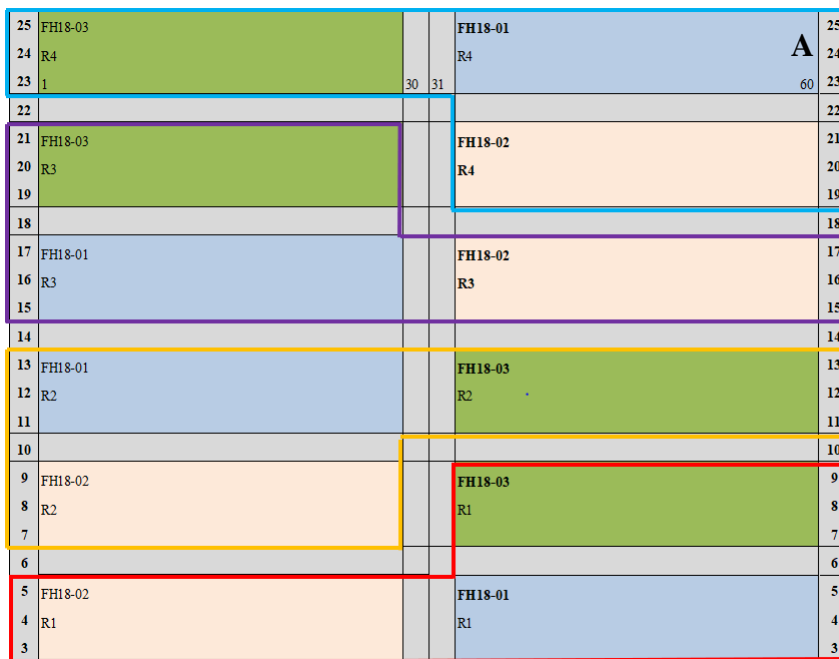 25 FH18-03 FH18-01 25
24 R4 R4 A 24
23 1 30 31 60 23
22 22
21 FH18-03 FH18-02 21
20 R3 R4 20
19 19
18 18
17 FH18-01 FH18-02 17
16 R3 R3 16
15 15
14 14
13 FH18-01 FH18-03 13
12 R2 R2 12
11 11
10 10
9 FH18-02 FH18-03 9
8 R2 R1 8
7 7
6 6
5 FH18-02 FH18-01 5
4 R1 R1 4
3 3